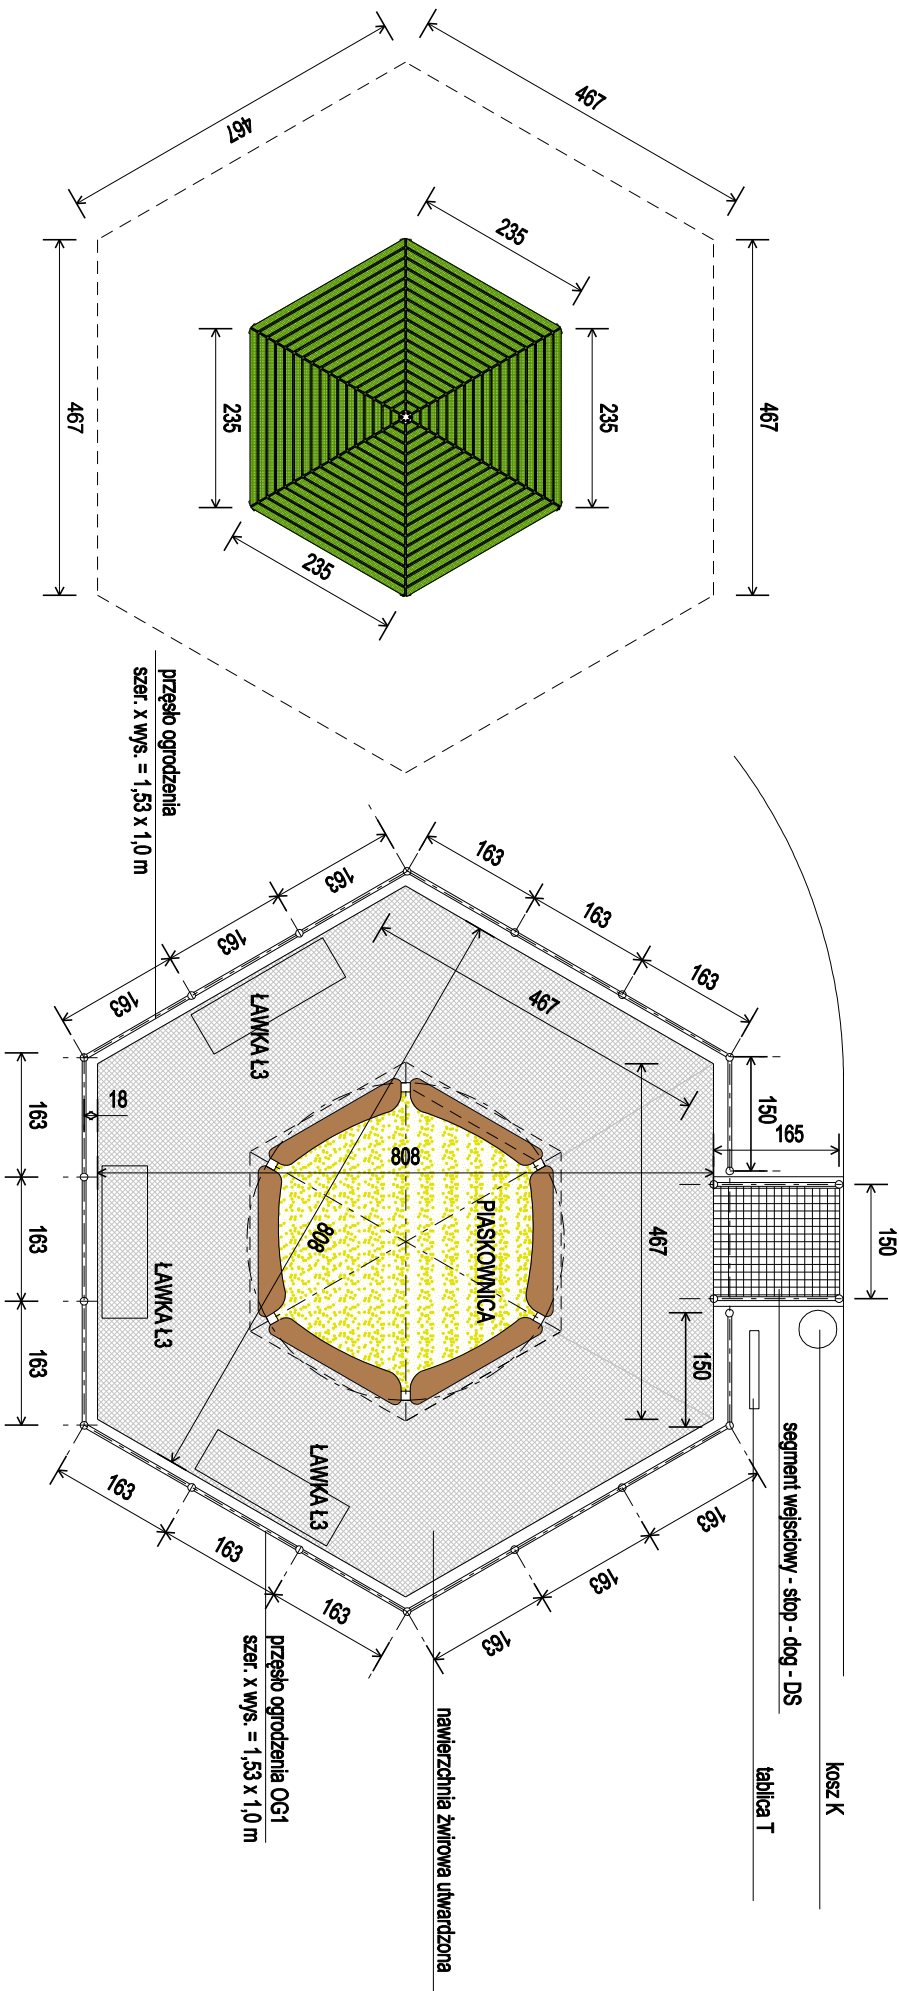 467
467
467
467
235
235
235
235
przęsło ogrodzenia
szer. x wys. = 1,53 x 1,0 m
163
163
163
163
163
163
467
467
808
808
150
165
150
150
18
163
163
163
163
163
163
163
163
163
ŁAWKA Ł3
ŁAWKA Ł3
ŁAWKA Ł3
PIASKOWNICA
kosz K
tablica T
segment wejsciowy - stop - dog - DS
nawierzchnia żwirowa utwardzona
przęsło ogrodzenia OG1
szer. x wys. = 1,53 x 1,0 m